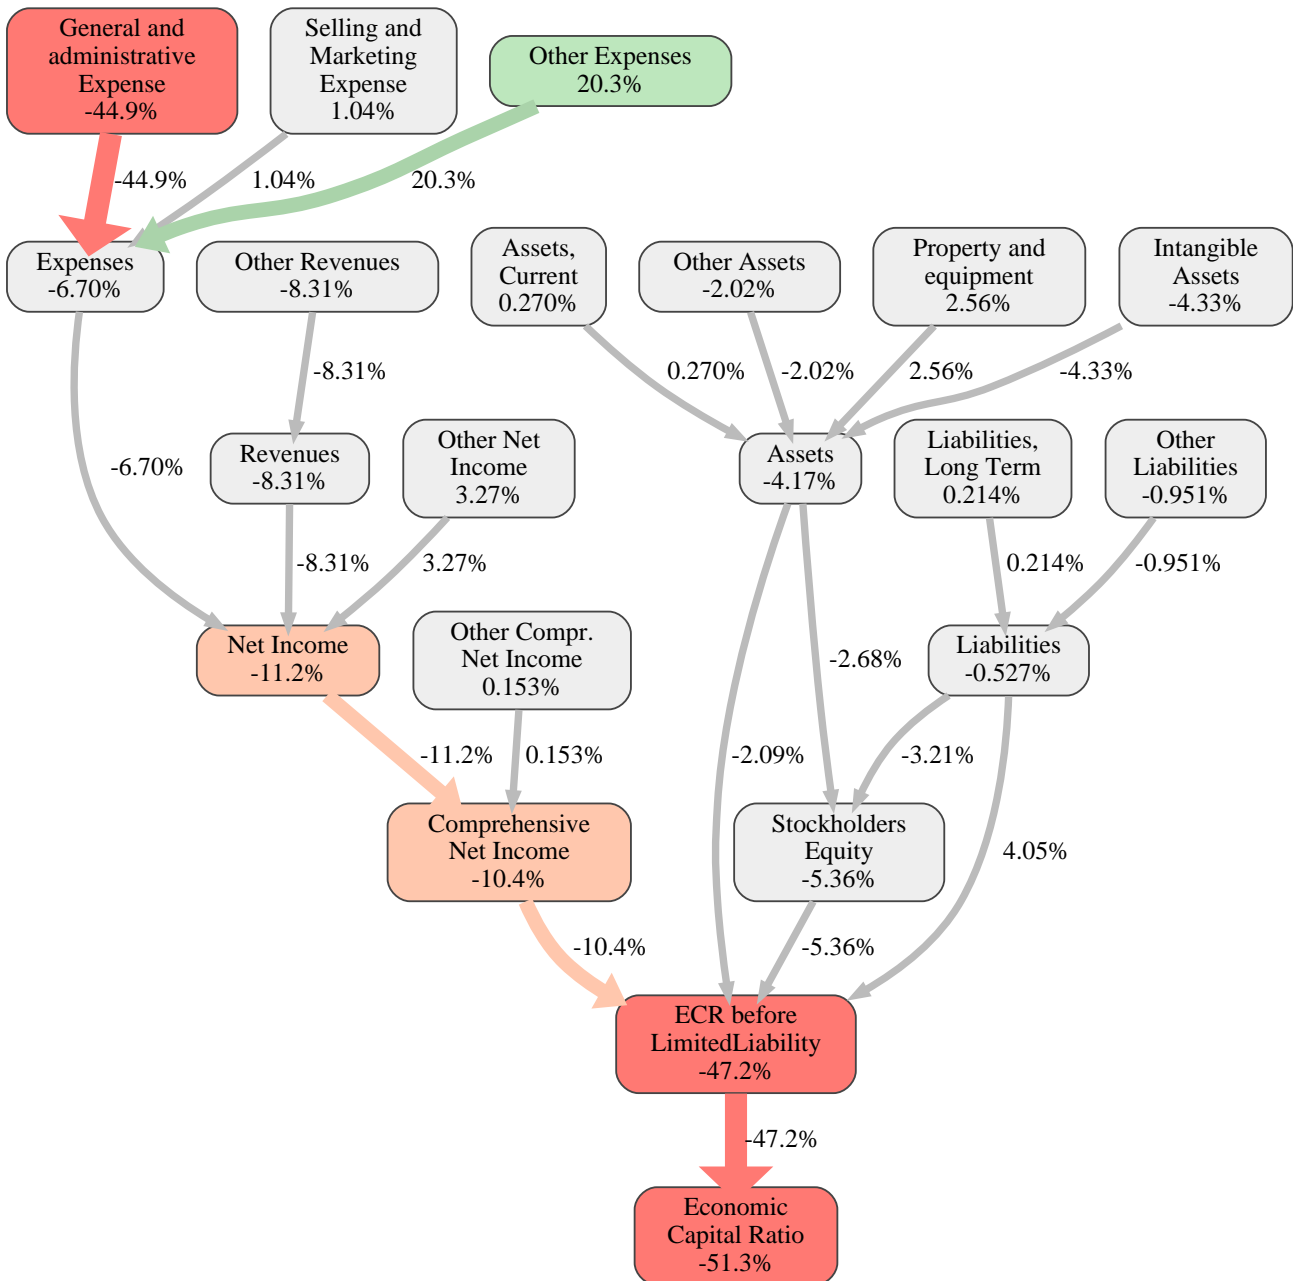 General and
administrative
Expense
-44.9%
Selling and
Marketing
Expense
1.04%
Other Expenses
20.3%
-44.9%
1.04%
20.3%
Expenses
-6.70%
Other Revenues
-8.31%
Assets,
Current
0.270%
Other Assets
-2.02%
Property and
equipment
2.56%
Intangible
Assets
-4.33%
-8.31%
0.270%
-2.02%
2.56%
-4.33%
-6.70%
Revenues
-8.31%
Other Net
Income
3.27%
Assets
-4.17%
Liabilities,
Long Term
0.214%
Other
Liabilities
-0.951%
-8.31%
3.27%
0.214%
-0.951%
Net Income
-11.2%
Other Compr.
Net Income
0.153%
-2.68%
Liabilities
-0.527%
-11.2%
0.153%
-2.09%
-3.21%
Comprehensive
Net Income
-10.4%
Stockholders
Equity
-5.36%
4.05%
-10.4%
-5.36%
ECR before
LimitedLiability
-47.2%
-47.2%
Economic
Capital Ratio
-51.3%